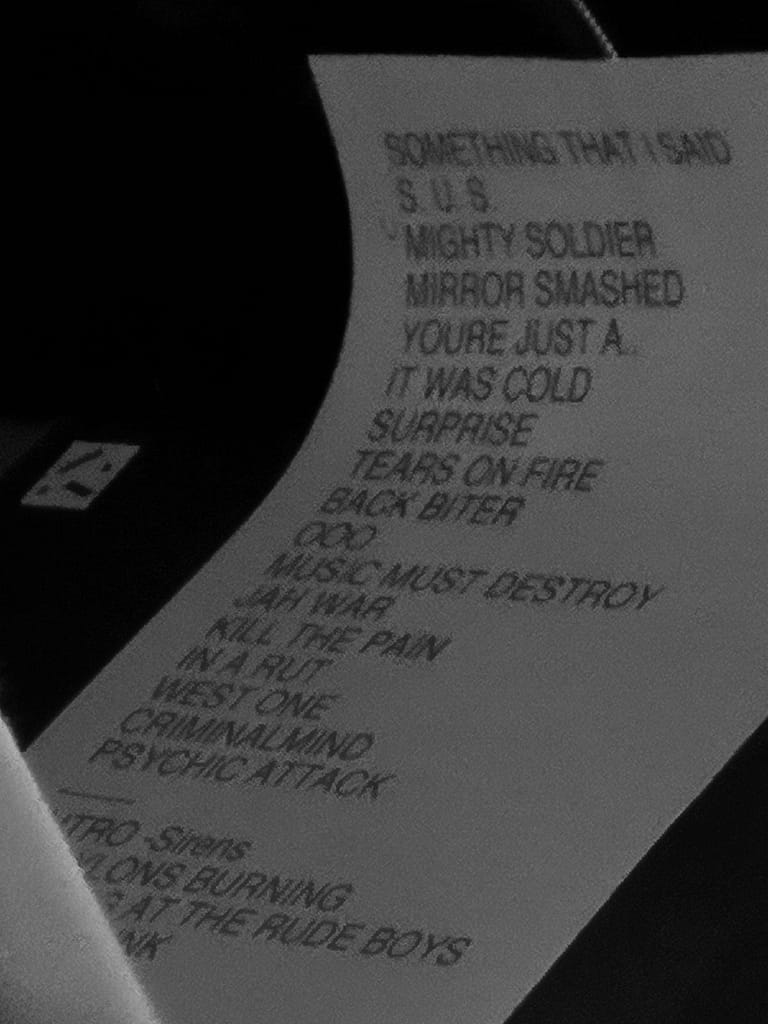 SOMETHING THAT I SAID
S. U. S.
MIGHTY SOLDIER
MIRROR SMASHED
YOURE JUST A..
IT WAS COLD
SURPRISE
TEARS ON FIRE
BACK BITER
OOO
MUSIC MUST DESTROY
JAH WAR
KILL THE PAIN
IN A RUT
WEST ONE
CRIMINALMIND
PSYCHIC ATTACK
NTRO -Sirens
YLONS BURNING
G AT THE RUDE BOYS
NK